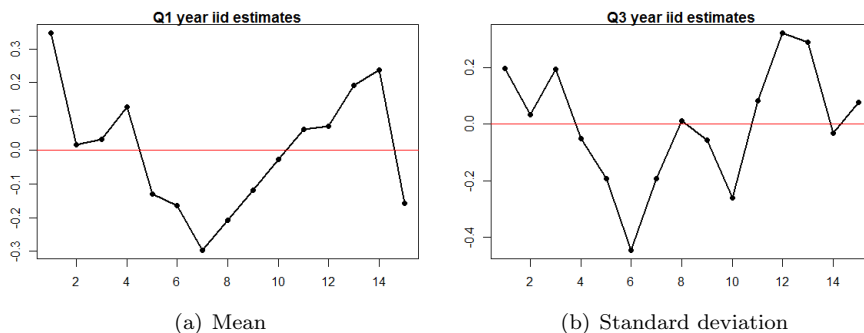 Q1 year iid estimates
0.3
0.2
0.1
0.0
-0.1
-0.2
-0.3
2 4 6 8 10 12 14
(a) Mean
Q3 year iid estimates
0.2
0.0
-0.2
-0.4
2 4 6 8 10 12 14
(b) Standard deviation